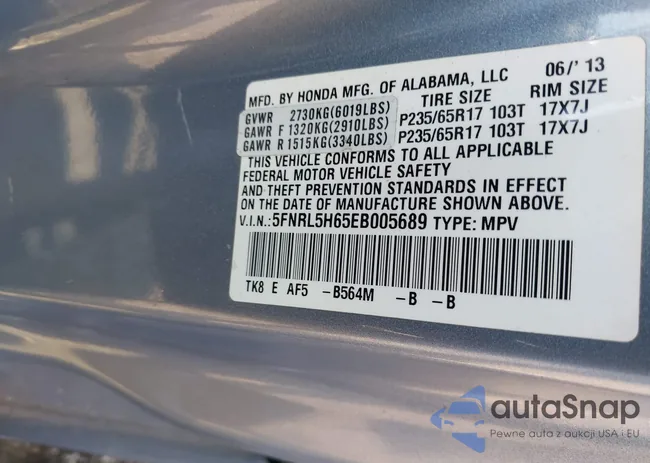 MFD. BY HONDA MFG. OF ALABAMA, LLC 06/'13
TIRE SIZE RIM SIZE
GVWR 2730KG(6019LBS)
GAWR F 1320KG(2910LBS) P235/65R17 103T 17X7J
GAWR R 1515KG(3340LBS) P235/65R17 103T 17X7J
THIS VEHICLE CONFORMS TO ALL APPLICABLE
FEDERAL MOTOR VEHICLE SAFETY
AND THEFT PREVENTION STANDARDS IN EFFECT
ON THE DATE OF MANUFACTURE SHOWN ABOVE.
V.I.N.:5FNRL5H65EB005689 TYPE: MPV
TK8 E AF5 -B564M -B -B
autaSnap
Pewne auta z aukcji USA i EU